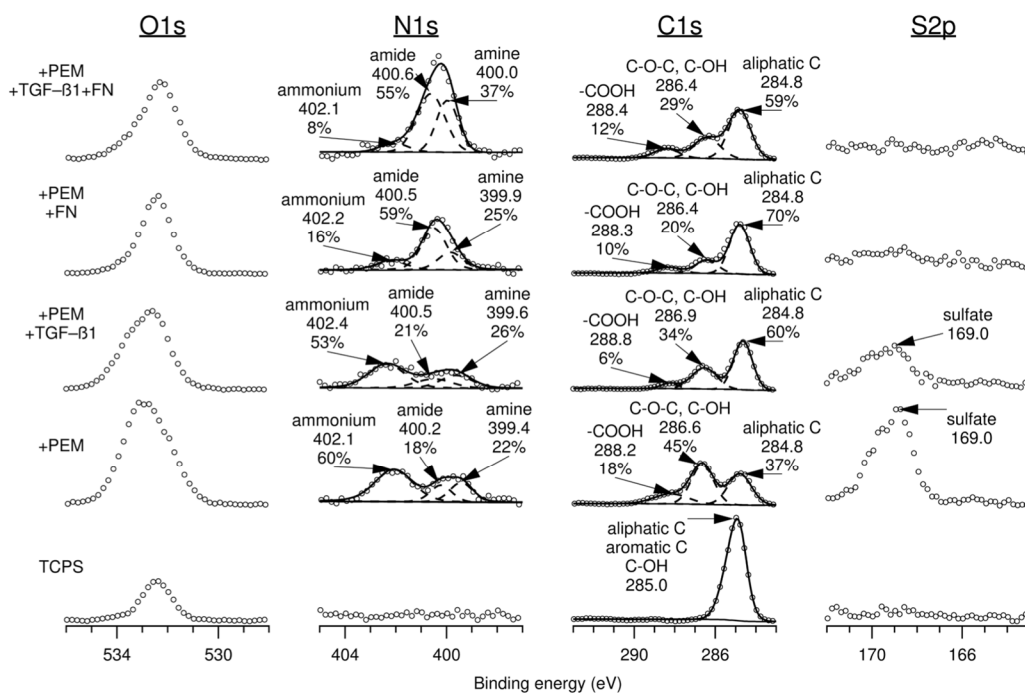 O1s
N1s
C1s
S2p
+PEM
+TGF–β1+FN
ammonium
402.1
8%
amide
400.6
55%
amine
400.0
37%
-COOH
288.4
12%
C-O-C, C-OH
286.4
29%
aliphatic C
284.8
59%
+PEM
+FN
ammonium
402.2
16%
amide
400.5
59%
amine
399.9
25%
-COOH
288.3
10%
C-O-C, C-OH
286.4
20%
aliphatic C
284.8
70%
+PEM
+TGF–β1
ammonium
402.4
53%
amide
400.5
21%
amine
399.6
26%
-COOH
288.8
6%
C-O-C, C-OH
286.9
34%
aliphatic C
284.8
60%
sulfate
169.0
+PEM
ammonium
402.1
60%
amide
400.2
18%
amine
399.4
22%
-COOH
288.2
18%
C-O-C, C-OH
286.6
45%
aliphatic C
284.8
37%
sulfate
169.0
TCPS
aliphatic C
aromatic C
C-OH
285.0
534 530
404 400
290 286
170 166
Binding energy (eV)